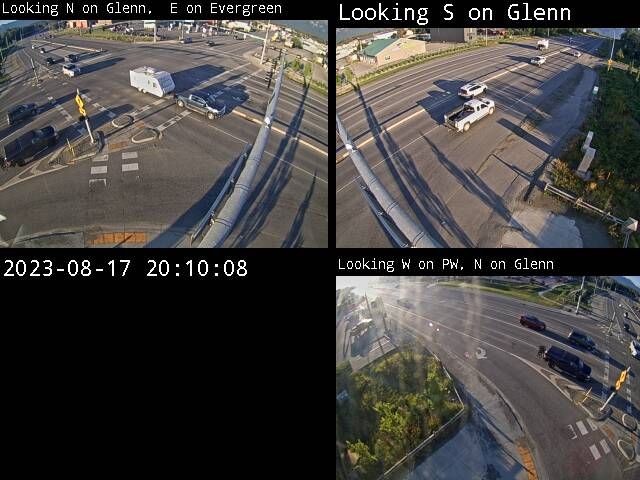 Looking N on Glenn,  E on Evergreen
Looking S on Glenn
2023-08-17 20:10:08
Looking W on PW, N on Glenn